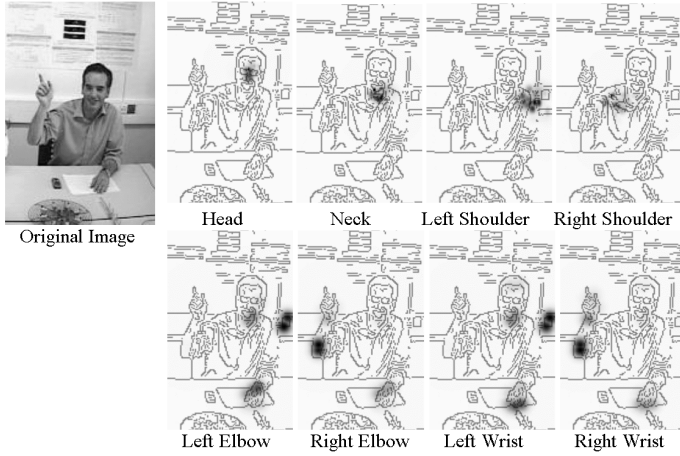 Head
Neck
Left Shoulder
Right Shoulder
Original Image
Left Elbow
Right Elbow
Left Wrist
Right Wrist